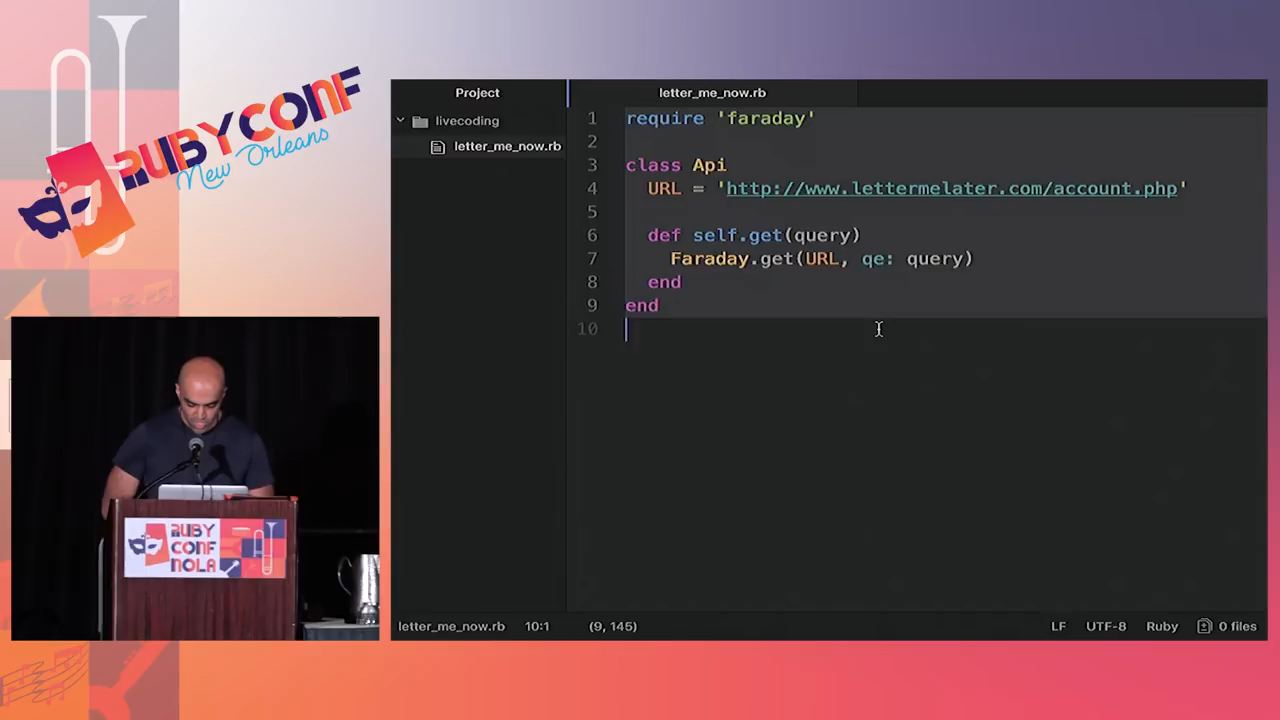 RUBYCONF
New Orleans
RUBY
CONF
NOLA
Project
livecoding
letter_me_now.rb
letter_me_now.rb
1 require 'faraday'
2
3 class Api
4 URL = 'http://www.lettermelater.com/account.php'
5
6 def self.get(query)
7 Faraday.get(URL, qe: query)
8 end
9 end
10
letter_me_now.rb 10:1 (9, 145) LF UTF-8 Ruby 0 files